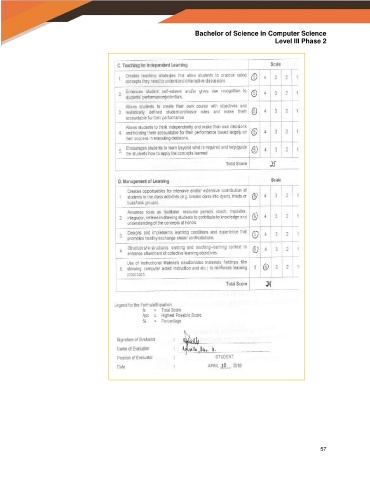 Bachelor of Science in Computer Science
Level III Phase 2
C. Teaching for Independent Learning Scale
1. Creates teaching strategies that allow students to practice using concepts they need to understand (interactive discussion). 5 4 3 2 1
2. Enhances student self-esteem and/or gives due recognition to students' performance/potentials. 5 4 3 2 1
3. Allows students to create their own course with objectives and realistically defined student-professor rules and make them accountable for their performance 5 4 3 2 1
4. Allows students to think independently and make their own decisions and holding them accountable for their performance based largely on their success in executing decisions. 5 4 3 2 1
5. Encourages students to learn beyond what is required and help/guide the students how to apply the concepts learned 5 4 3 2 1
Total Score 25
D. Management of Learning Scale
1. Creates opportunities for intensive and/or extensive contribution of students in the class activities (e.g. breaks class into dyads, triads or buzz/task groups). 5 4 3 2 1
2. Assumes roles as facilitator, resource person, coach, inquisitor, integrator, referee in drawing students to contribute to knowledge and understanding of the concepts at hands 5 4 3 2 1
3. Designs and implements learning conditions and experience that promotes healthy exchange and/or confrontations. 5 4 3 2 1
4. Structures/re-structures learning and teaching-learning context to enhance attainment of collective learning objectives. 5 4 3 2 1
5. Use of Instructional Materials (audio/video materials: fieldtrips, film showing, computer aided instruction and etc.) to reinforces learning processes. 5 4 3 2 1
Total Score 24
Legend for the Formula/Equation
ts = Total Score
hps = Highest Possible Score
% = Percentage
Signature of Evaluator :
Name of Evaluator :
Position of Evaluator : STUDENT
Date : APRIL 2018
57